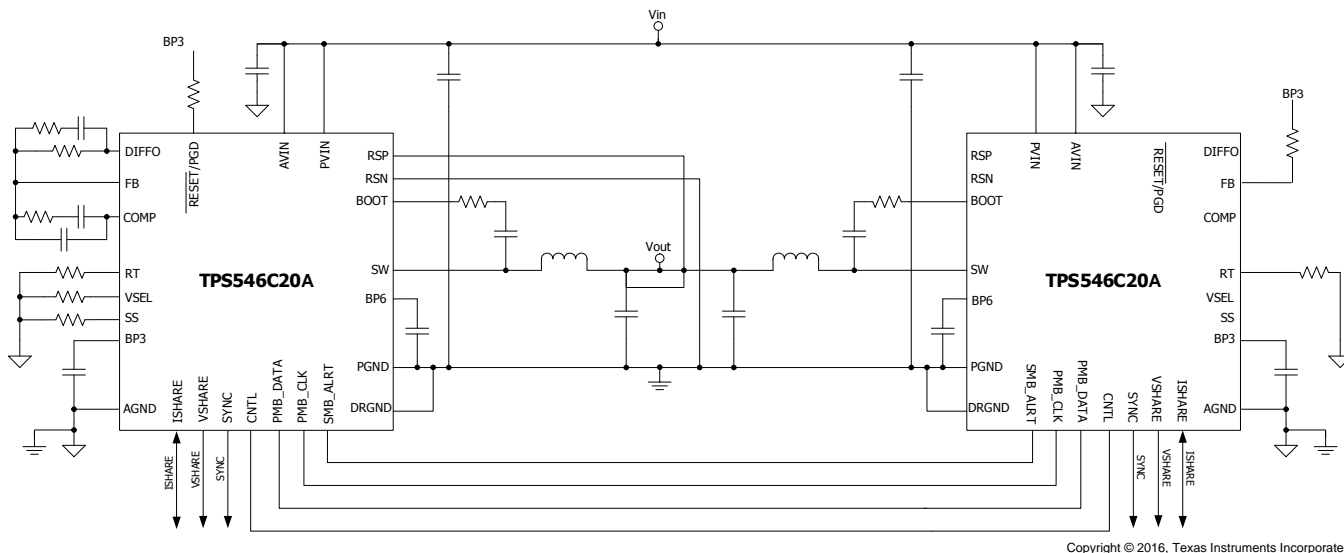 Vin
BP3
BP3
DIFFO
RESET/PGD
AVIN
PVIN
RSP
RSN
FB
BOOT
COMP
RT
TPS546C20A
SW
Vout
VSEL
SS
BP6
BP3
PGND
ISHARE
VSHARE
SYNC
CNTL
PMB_DATA
PMB_CLK
SMB_ALRT
AGND
DRGND
RSP
RSN
PVIN
AVIN
RESET/PGD
DIFFO
FB
BOOT
COMP
SW
TPS546C20A
RT
VSEL
SS
BP6
BP3
PGND
SMB_ALRT
PMB_CLK
PMB_DATA
CNTL
SYNC
VSHARE
ISHARE
DRGND
AGND
ISHARE
VSHARE
SYNC
SYNC
VSHARE
ISHARE
Copyright © 2016, Texas Instruments Incorporate